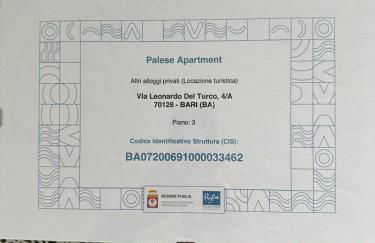 Palese Apartment
Altri alloggi privati (Locazione turistica)
Via Leonardo Del Turco, 4/A
70128 - BARI (BA)
Piano: 3
Codice Identificativo Struttura (CIS):
BA07200691000033462
REGIONE PUGLIA